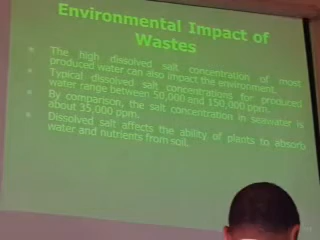 Environmental Impact of
Wastes
The high dissolved salt concentration of most
produced water can also impact the environment.
Typical dissolved salt concentrations for produced
water range between 50,000 and 150,000 ppm.
By comparison, the salt concentration in seawater is
about 35,000 ppm.
Dissolved salt affects the ability of plants to absorb
water and nutrients from soil.